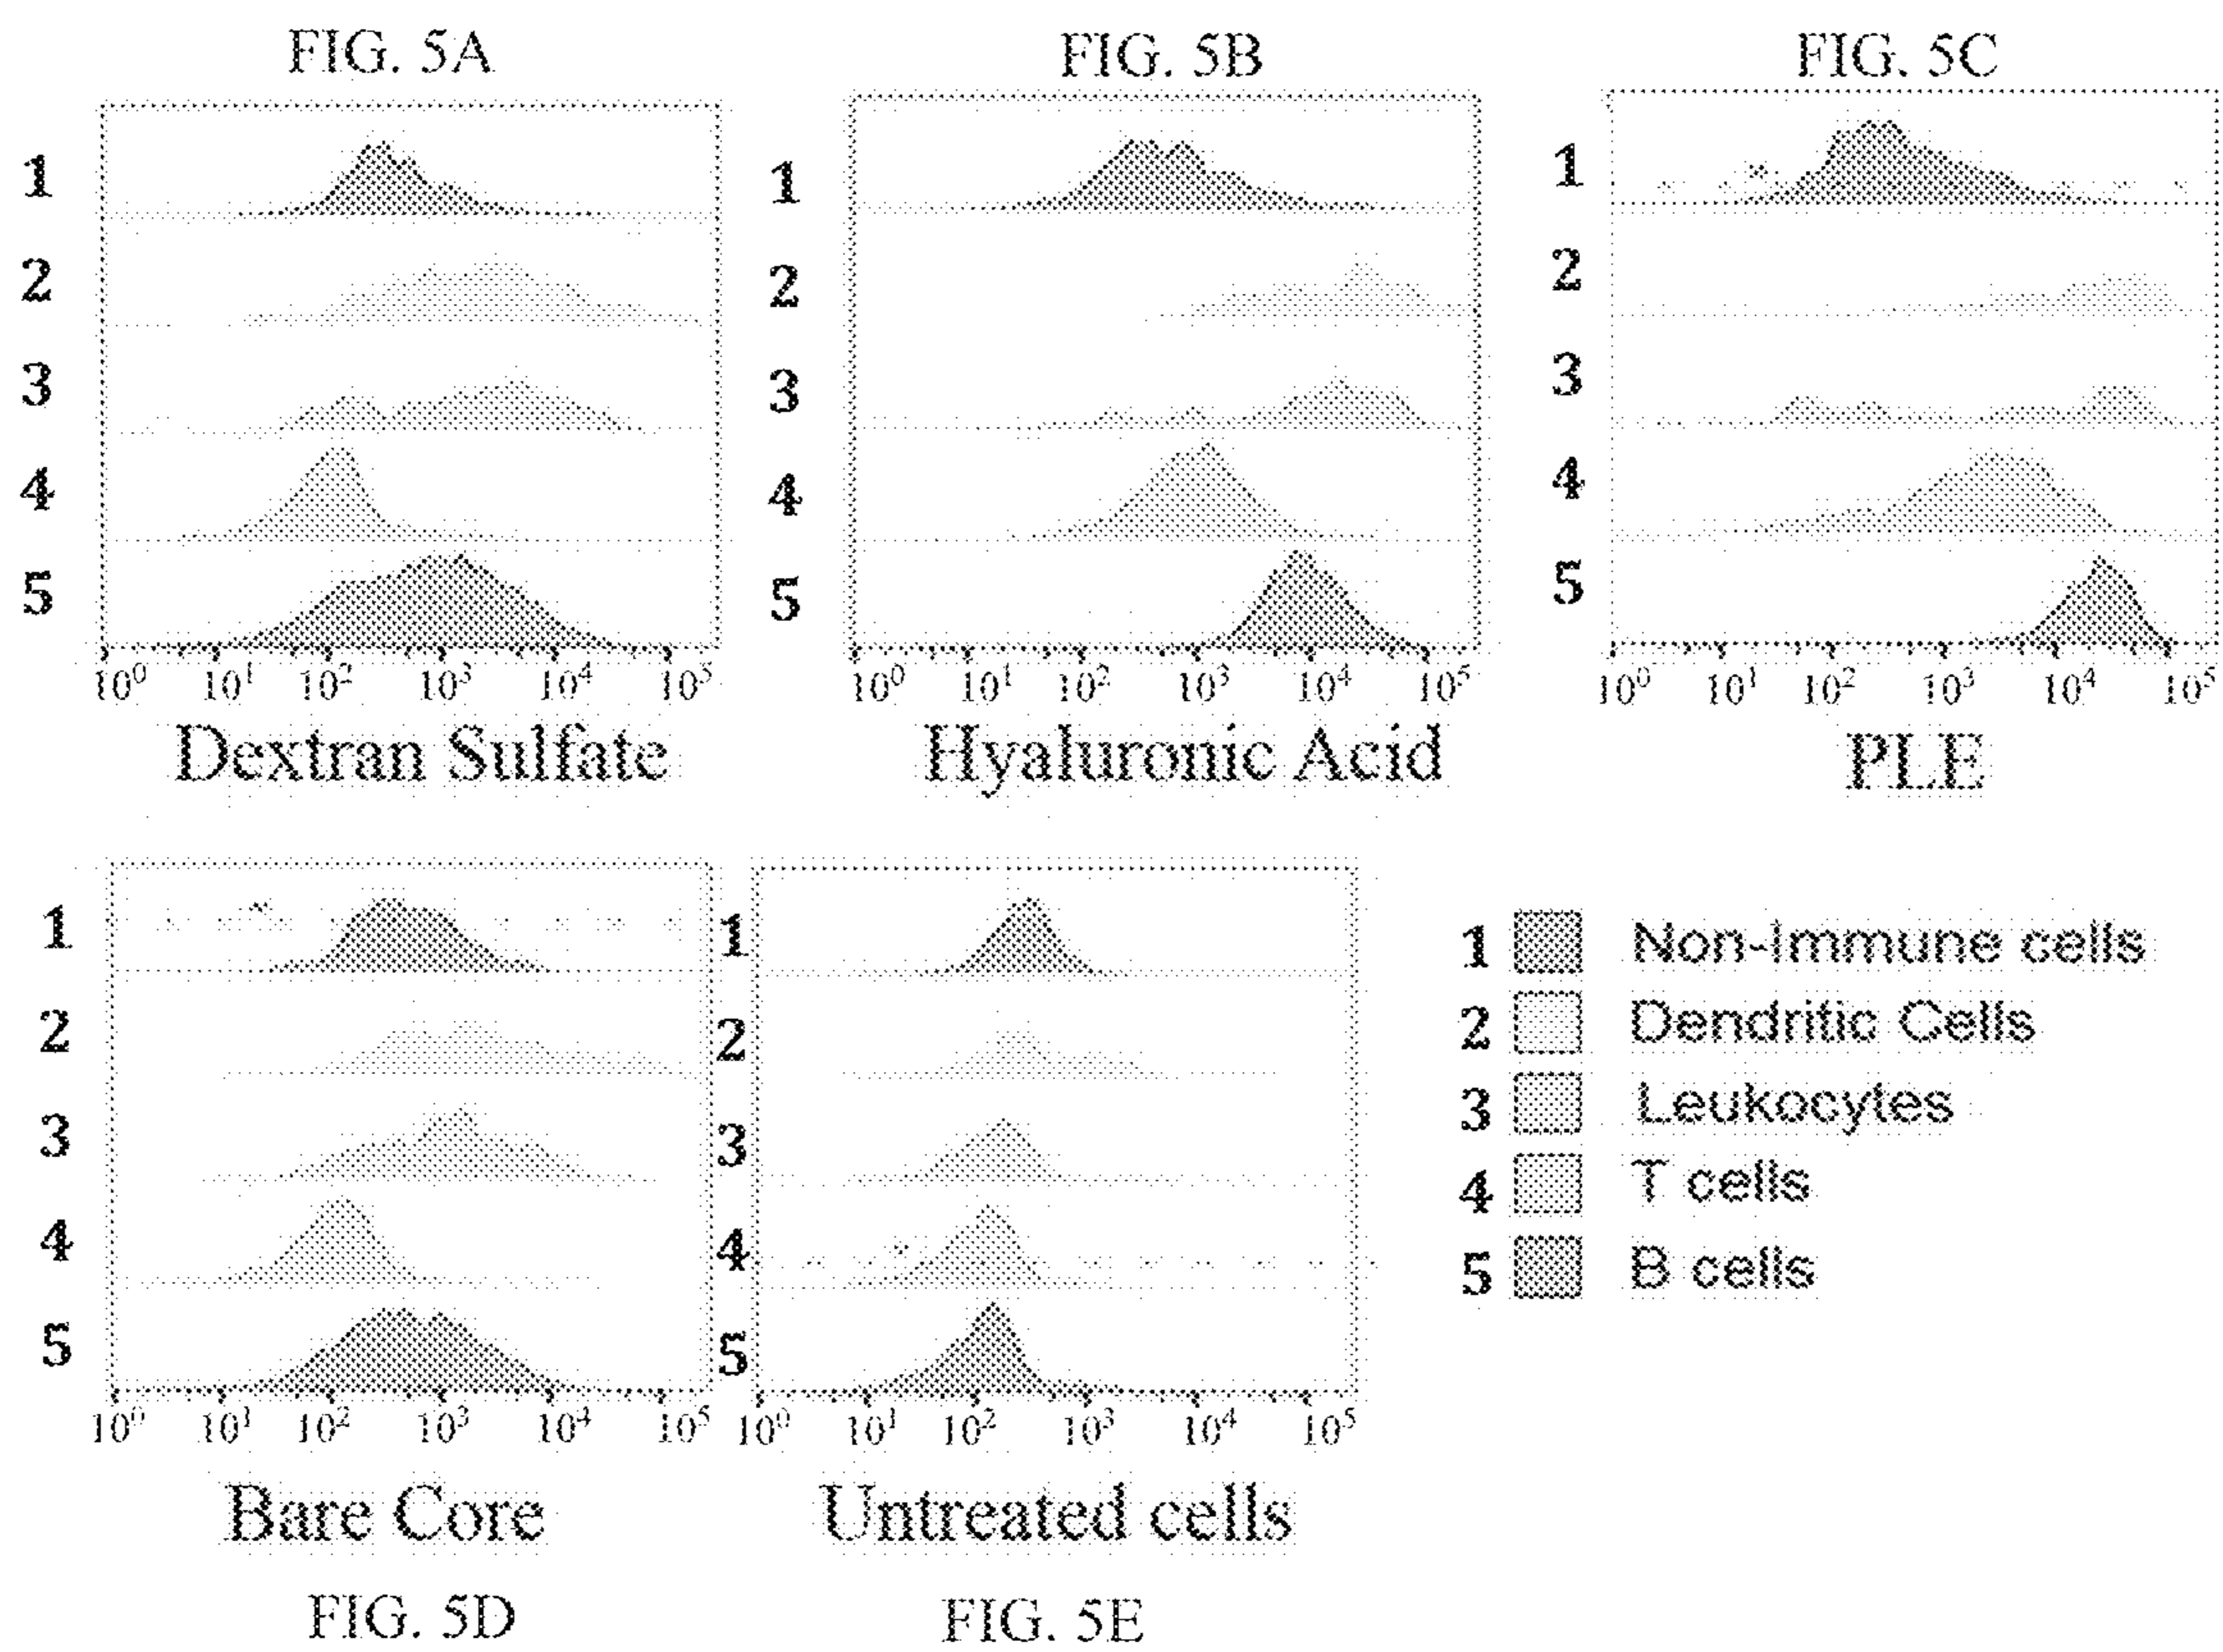 FIG. 5A
1
2
3
4
5
10⁰ 10¹ 10² 10³ 10⁴ 10⁵
Dextran Sulfate
FIG. 5B
1
2
3
4
5
10⁰ 10¹ 10² 10³ 10⁴ 10⁵
Hyaluronic Acid
FIG. 5C
1
2
3
4
5
10⁰ 10¹ 10² 10³ 10⁴ 10⁵
PLE
1
2
3
4
5
10⁰ 10¹ 10² 10³ 10⁴ 10⁵
Bare Core
FIG. 5D
1
2
3
4
5
10⁰ 10¹ 10² 10³ 10⁴ 10⁵
Untreated cells
FIG. 5E
1 Non-Immune cells
2 Dendritic Cells
3 Leukocytes
4 T cells
5 B cells